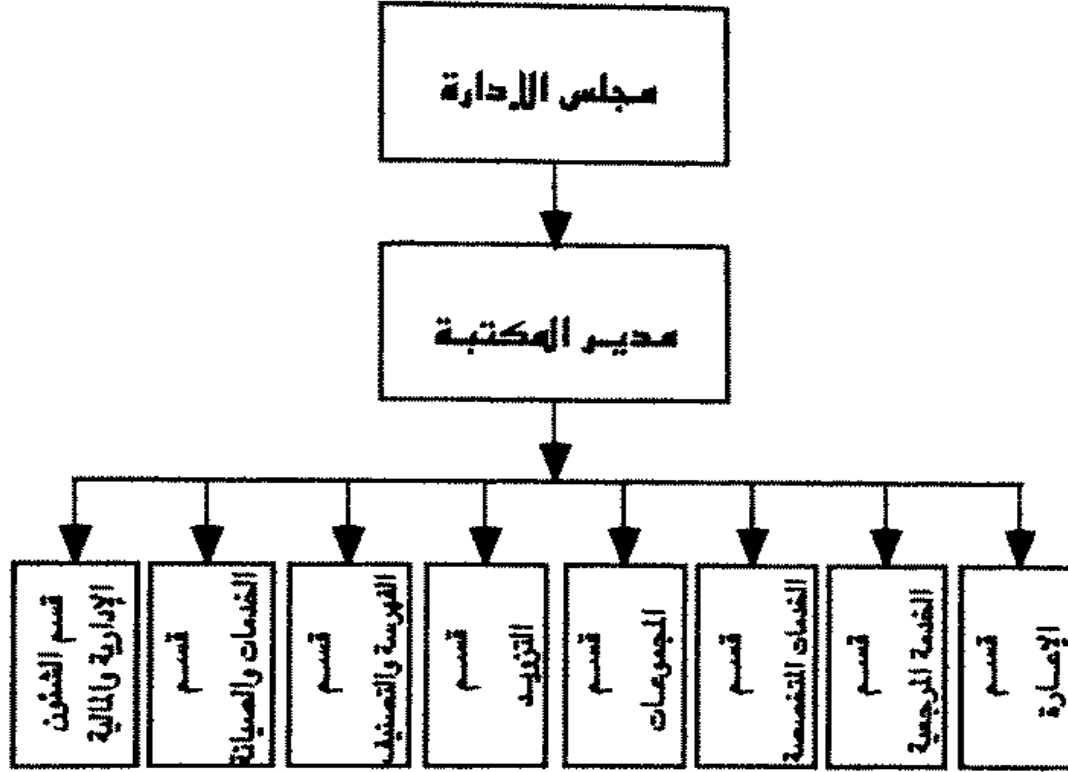 مجلس الإدارة
مدير المكتبة
قسم
الإعارة
قسم
الخدمة المرجعية
قسم
الخدمات المتخصصة
قسم
المجموعات
قسم
التزويد
قسم
الفهرسة والتصنيف
قسم
الخدمات والصيانة
قسم الشئون
الإدارية والمالية